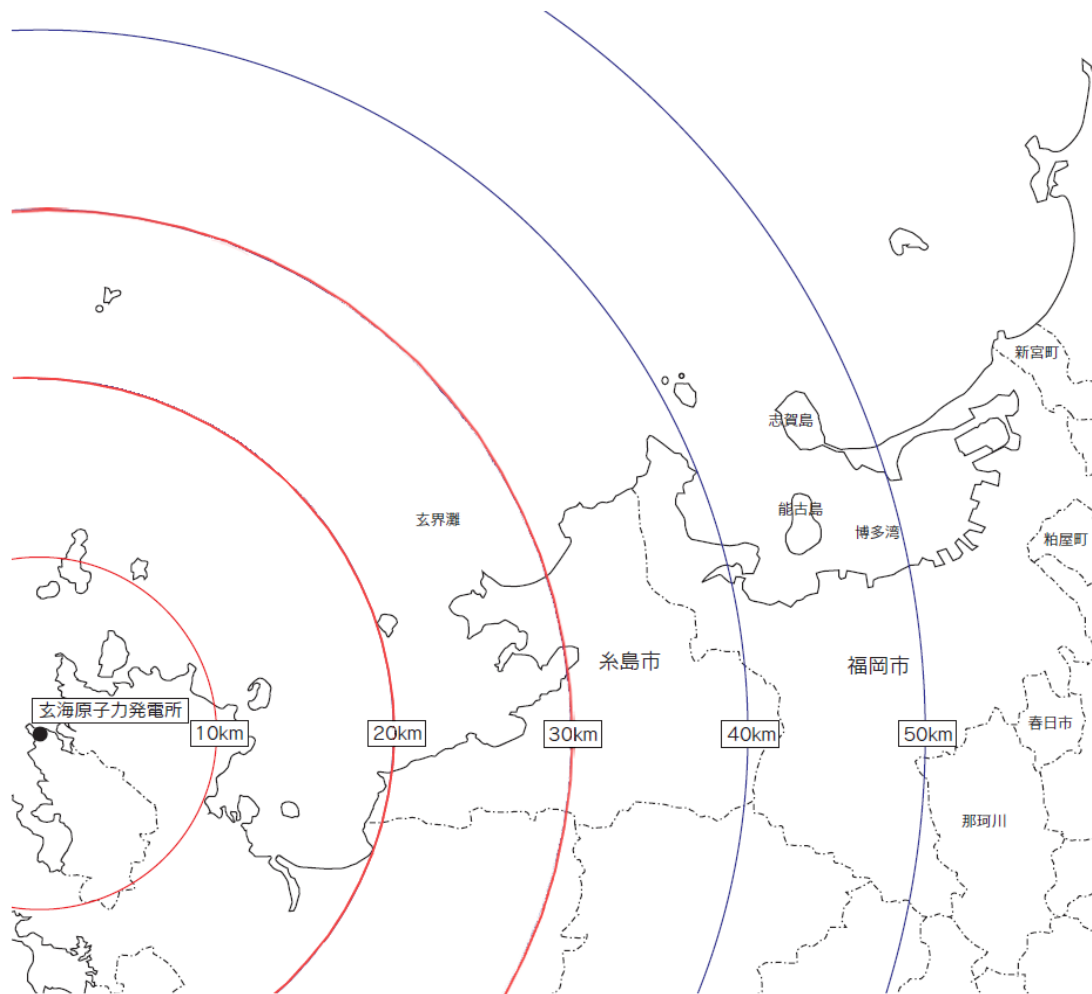 新宮町
志賀島
能古島
玄界灘
博多湾
粕屋町
糸島市
福岡市
玄海原子力発電所
10km
20km
30km
40km
50km
春日市
那珂川